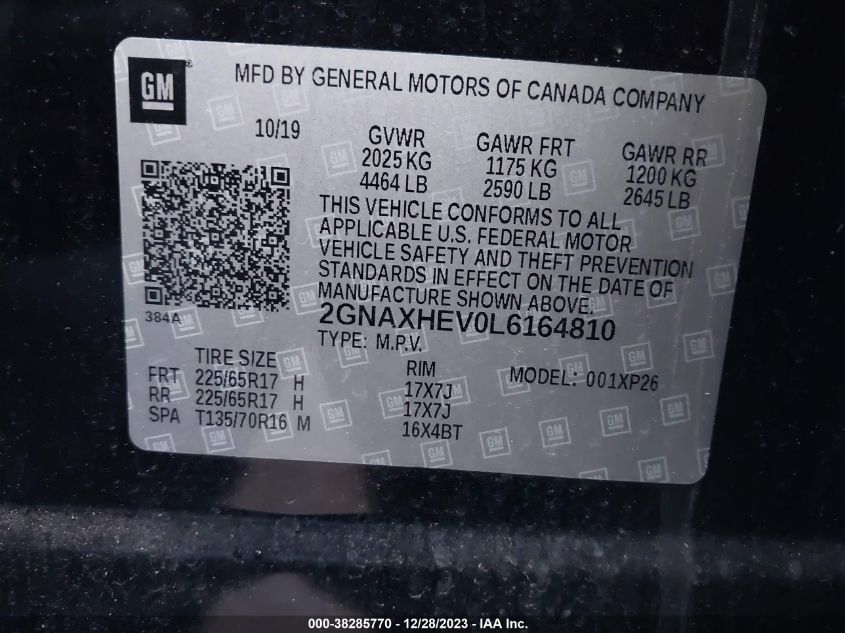 GM
MFD BY GENERAL MOTORS OF CANADA COMPANY
10/19
GVWR
2025 KG
4464 LB
GAWR FRT
1175 KG
2590 LB
GAWR RR
1200 KG
2645 LB
THIS VEHICLE CONFORMS TO ALL
APPLICABLE U.S. FEDERAL MOTOR
VEHICLE SAFETY AND THEFT PREVENTION
STANDARDS IN EFFECT ON THE DATE OF
MANUFACTURE SHOWN ABOVE.
384A
2GNAXHEV0L6164810
TYPE: M.P.V.
TIRE SIZE
RIM
MODEL: 001XP26
FRT 225/65R17 H 17X7J
RR 225/65R17 H 17X7J
SPA T135/70R16 M 16X4BT
000-38285770 - 12/28/2023 - IAA Inc.